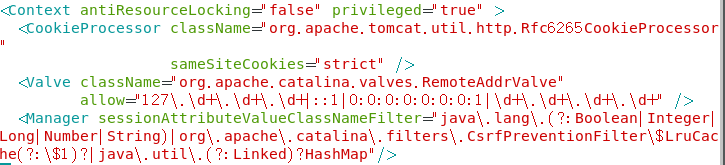 <Context antiResourceLocking="false" privileged="true" >
  <CookieProcessor className="org.apache.tomcat.util.http.Rfc6265CookieProcessor
"
                   sameSiteCookies="strict" />
  <Valve className="org.apache.catalina.valves.RemoteAddrValve"
         allow="127\.\d+\.\d+\.\d+|::1|0:0:0:0:0:0:0:1|\d+\.\d+\.\d+\.\d+" />
  <Manager sessionAttributeValueClassNameFilter="java\.lang\.(?:Boolean|Integer|
Long|Number|String)|org\.apache\.catalina\.filters\.CsrfPreventionFilter\$LruCac
he(?:\$1)?|java\.util\.(?:Linked)?HashMap"/>